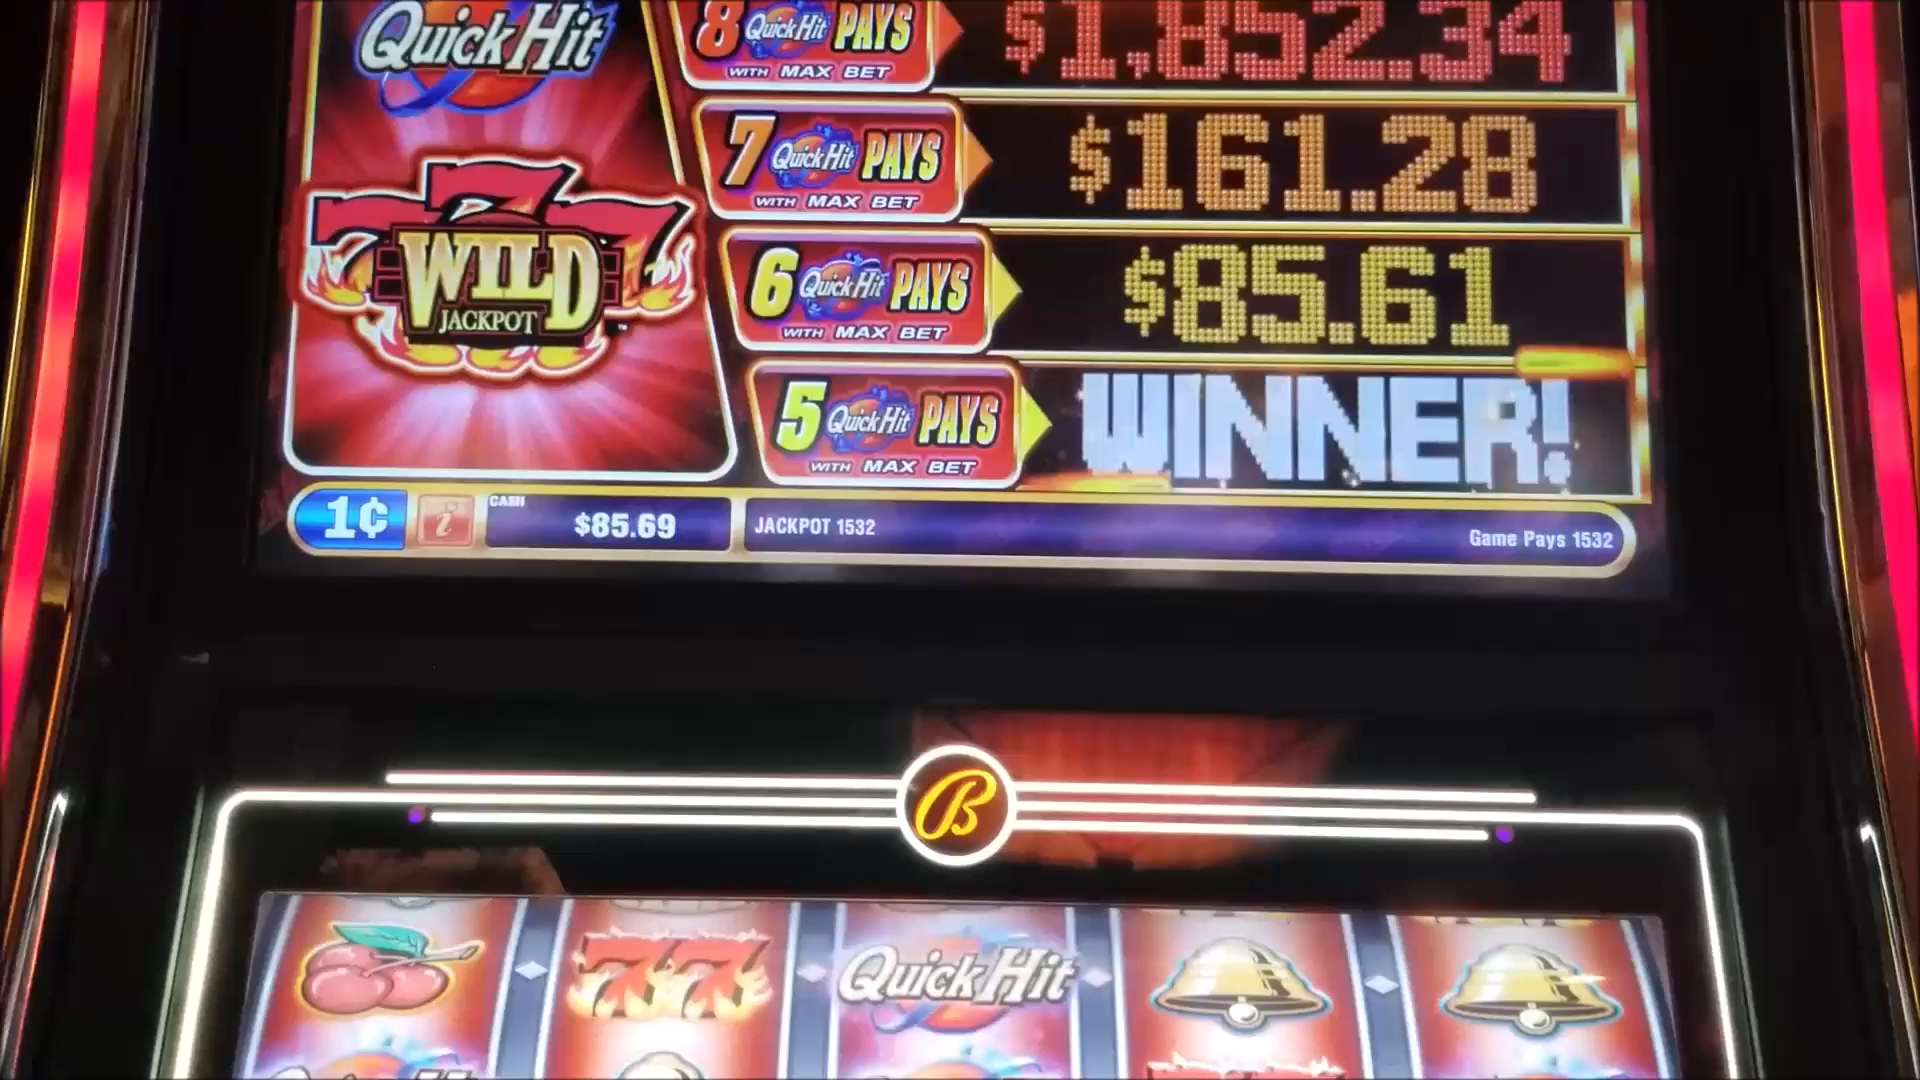 Quick Hit
8 Quick Hit PAYS
WITH MAX BET
$1,852.34
7 Quick Hit PAYS
WITH MAX BET
$161.28
777
WILD
JACKPOT
6 Quick Hit PAYS
WITH MAX BET
$85.61
5 Quick Hit PAYS
WITH MAX BET
WINNER!
1¢
i
CASH
$85.69
JACKPOT 1532
Game Pays 1532
B
77
Quick Hit